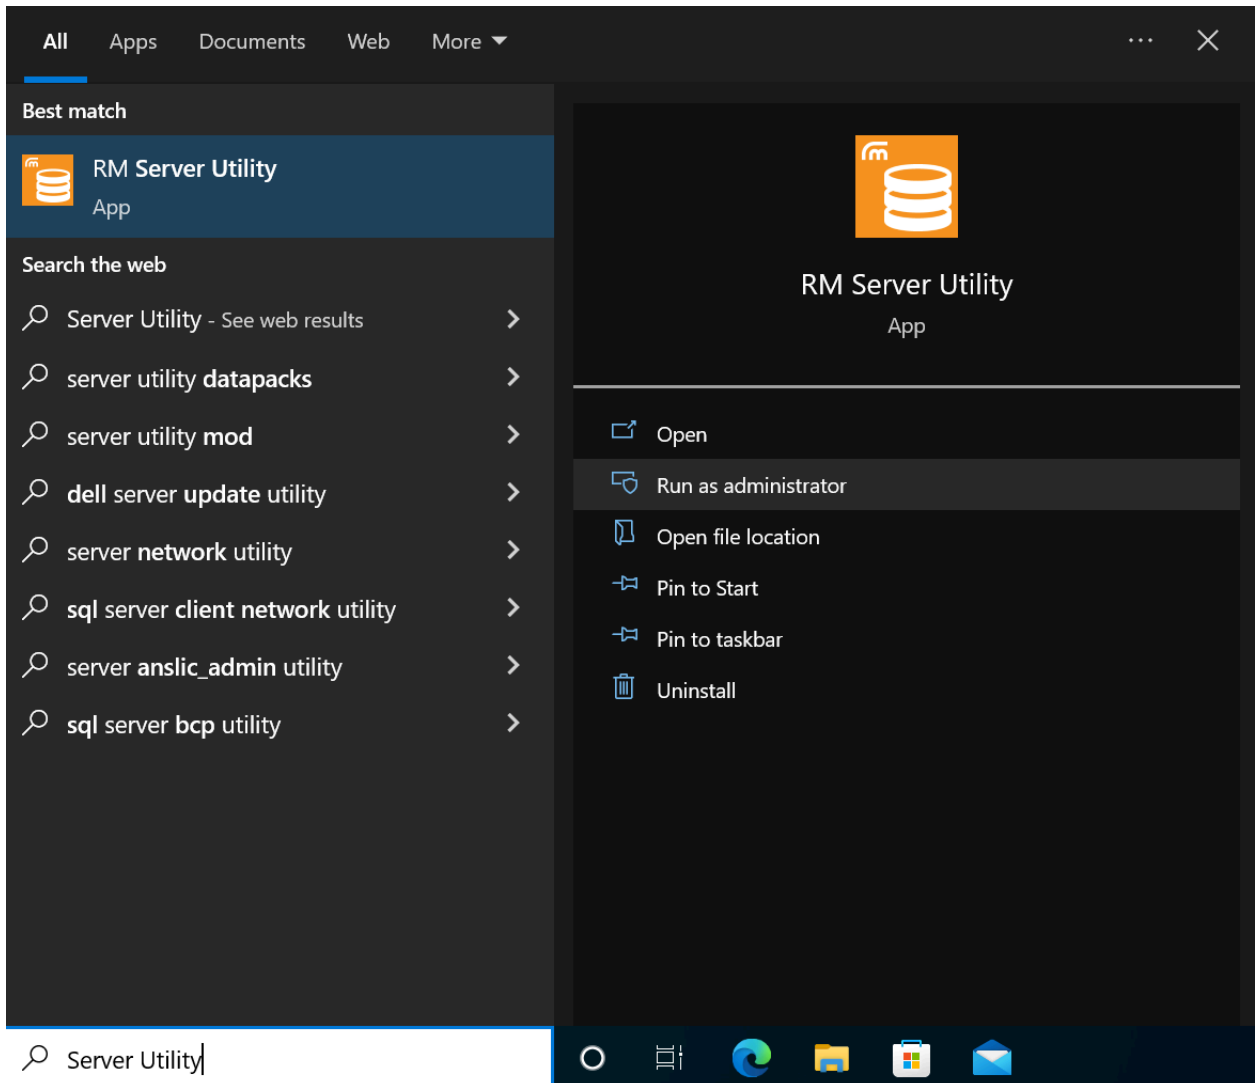 All Apps Documents Web More
Best match
RM Server Utility
App
Search the web
Server Utility - See web results
server utility datapacks
server utility mod
dell server update utility
server network utility
sql server client network utility
server anslic_admin utility
sql server bcp utility
RM Server Utility
App
Open
Run as administrator
Open file location
Pin to Start
Pin to taskbar
Uninstall
Server Utility